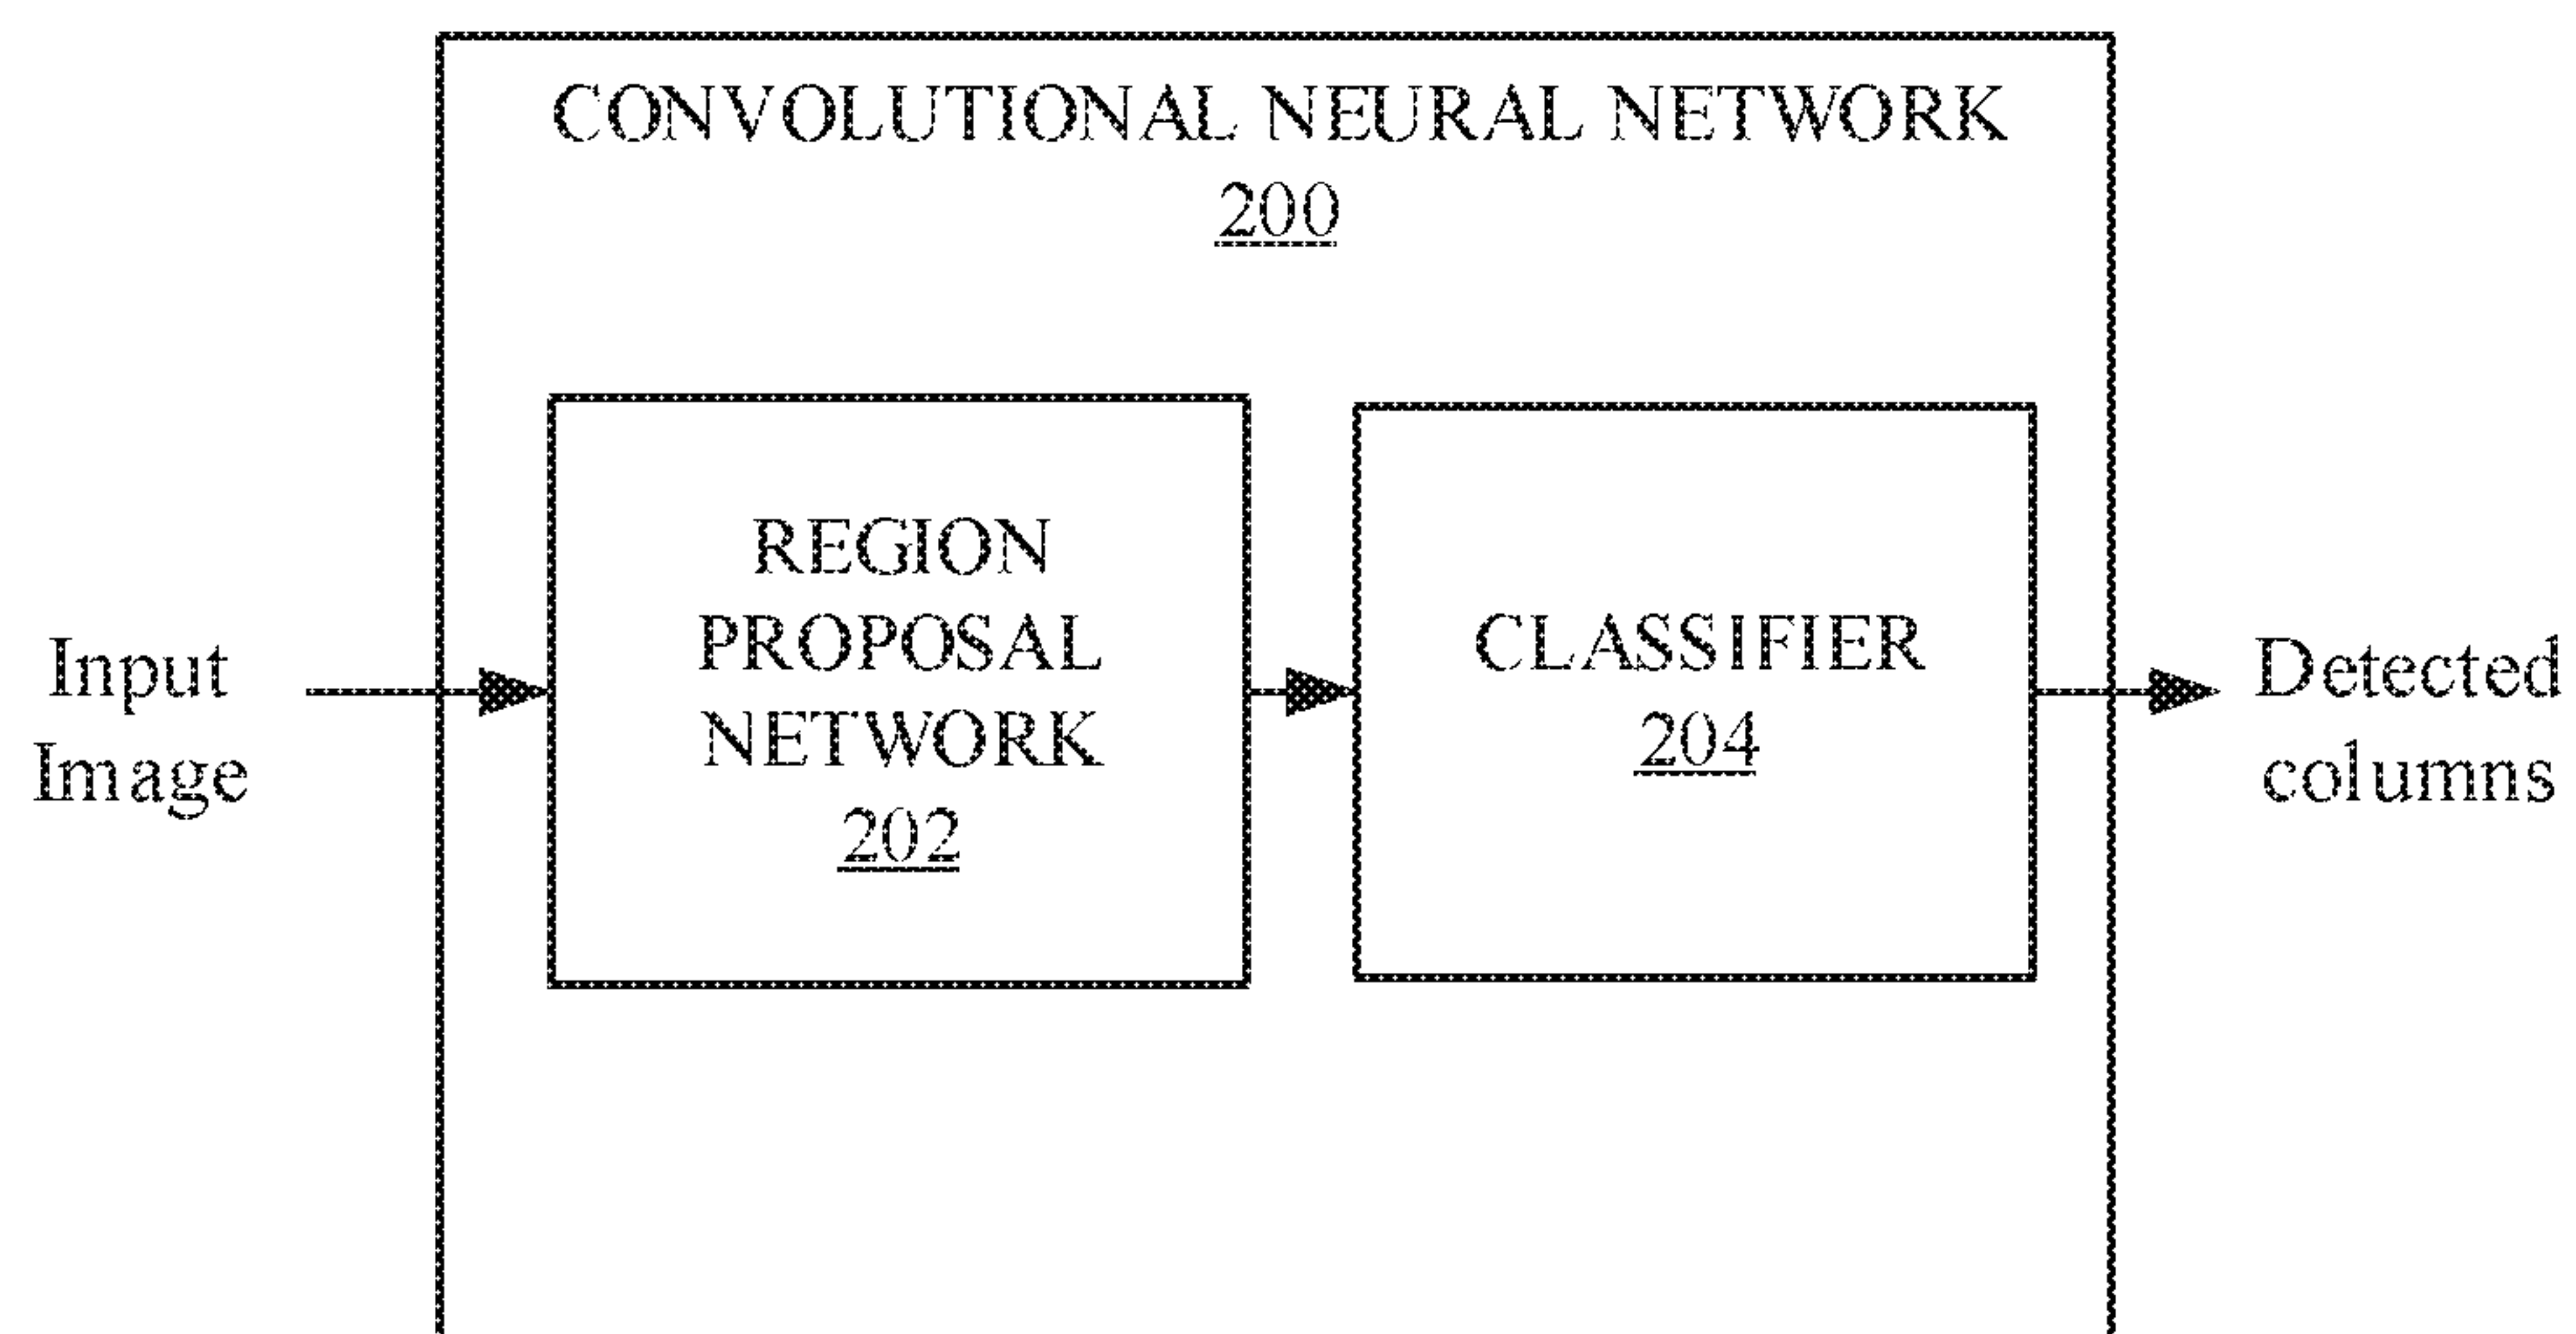 CONVOLUTIONAL NEURAL NETWORK
200
Input
Image
REGION
PROPOSAL
NETWORK
202
CLASSIFIER
204
Detected
columns